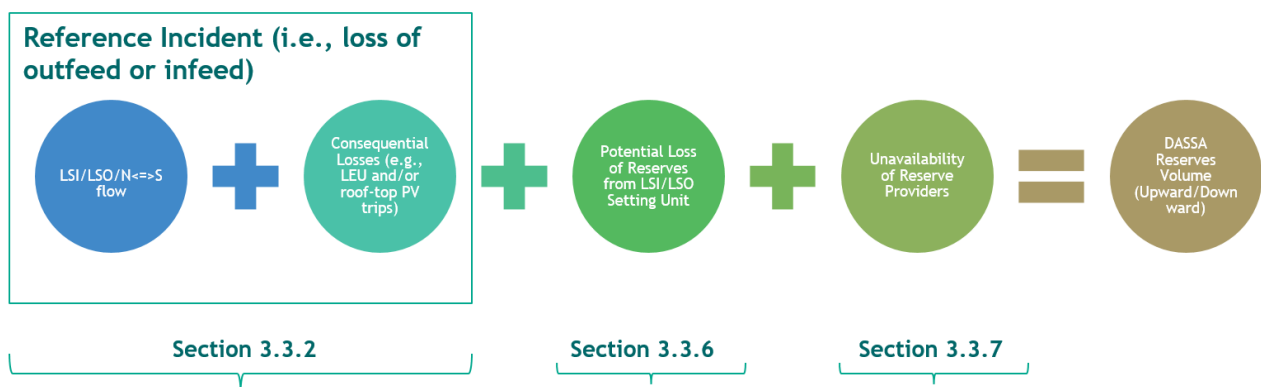 Reference Incident (i.e., loss of
outfeed or infeed)
LSI/LSO/N<=>S
flow
Consequential
Losses (e.g.,
LEU and/or
roof-top PV
trips)
Potential Loss
of Reserves
from LSI/LSO
Setting Unit
Unavailability
of Reserve
Providers
DASSA
Reserves
Volume
(Upward/Down
ward)
Section 3.3.2
Section 3.3.6
Section 3.3.7